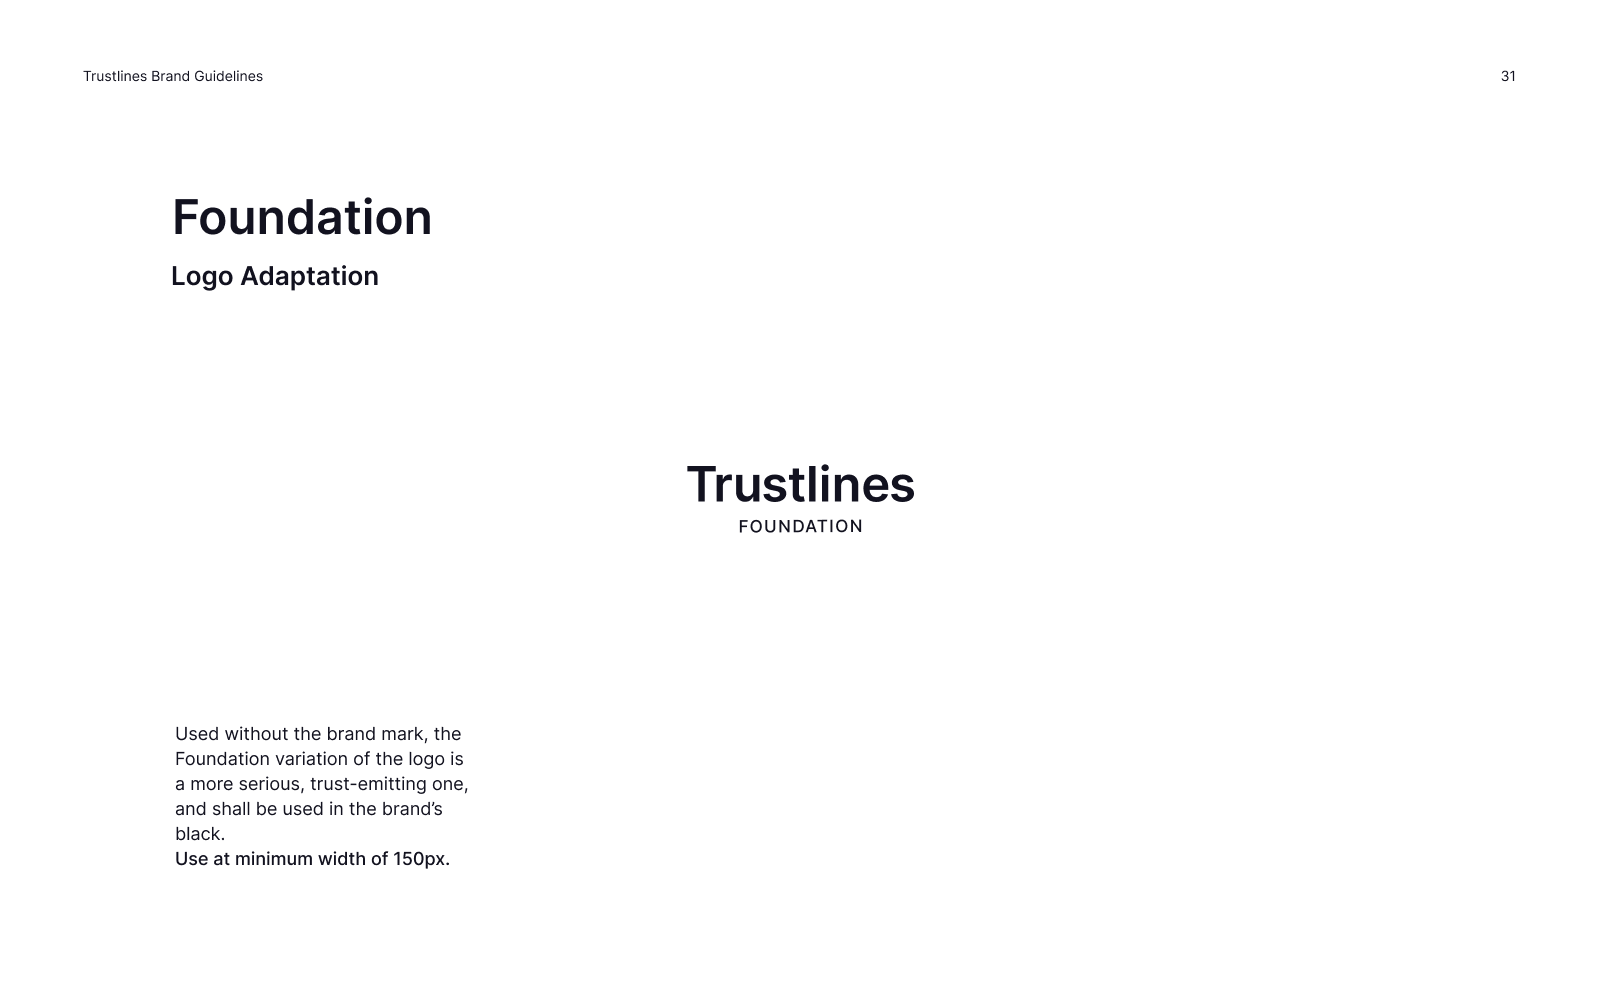 Trustlines Brand Guidelines
31
Foundation
Logo Adaptation
Trustlines
FOUNDATION
Used without the brand mark, the
Foundation variation of the logo is
a more serious, trust-emitting one,
and shall be used in the brand’s
black.
Use at minimum width of 150px.